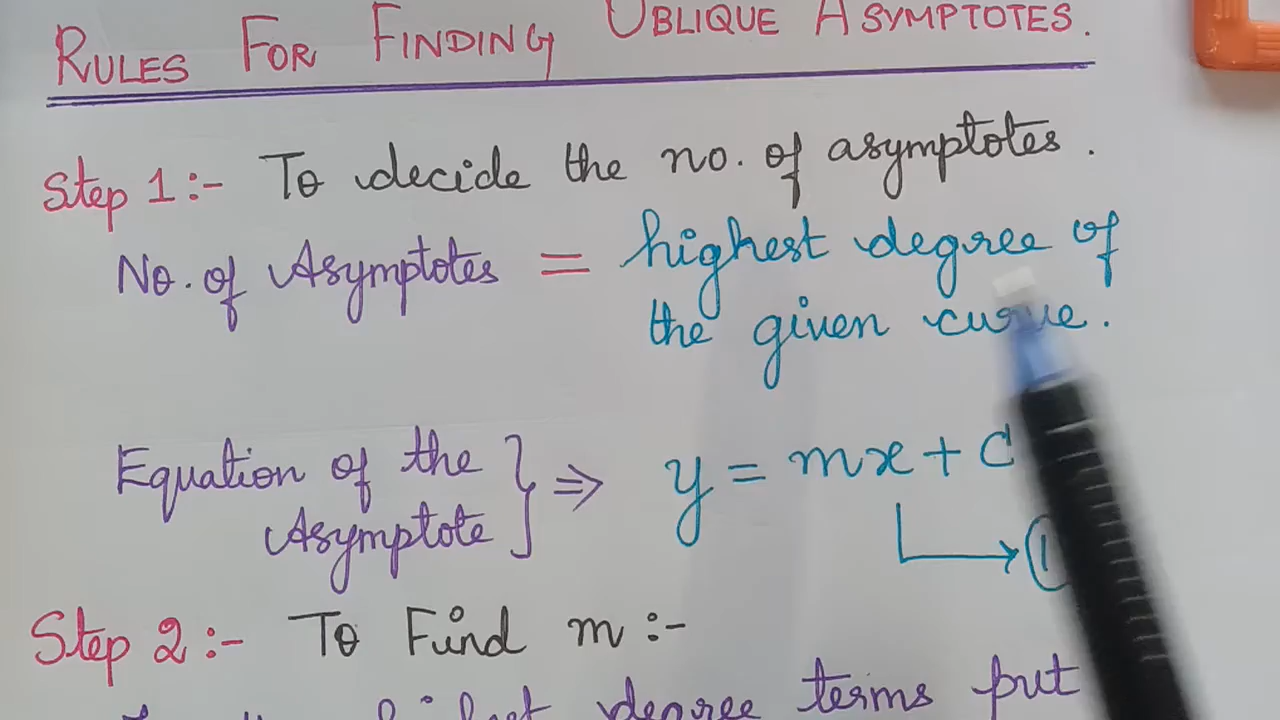 RULES FOR FINDING OBLIQUE ASYMPTOTES.
Step 1:- To decide the no. of asymptotes.
No. of Asymptotes = highest degree of
the given curve.
Equation of the
Asymptote } ⇒ y = mx + c
→ 1
Step 2:- To Find m :-
degree terms put